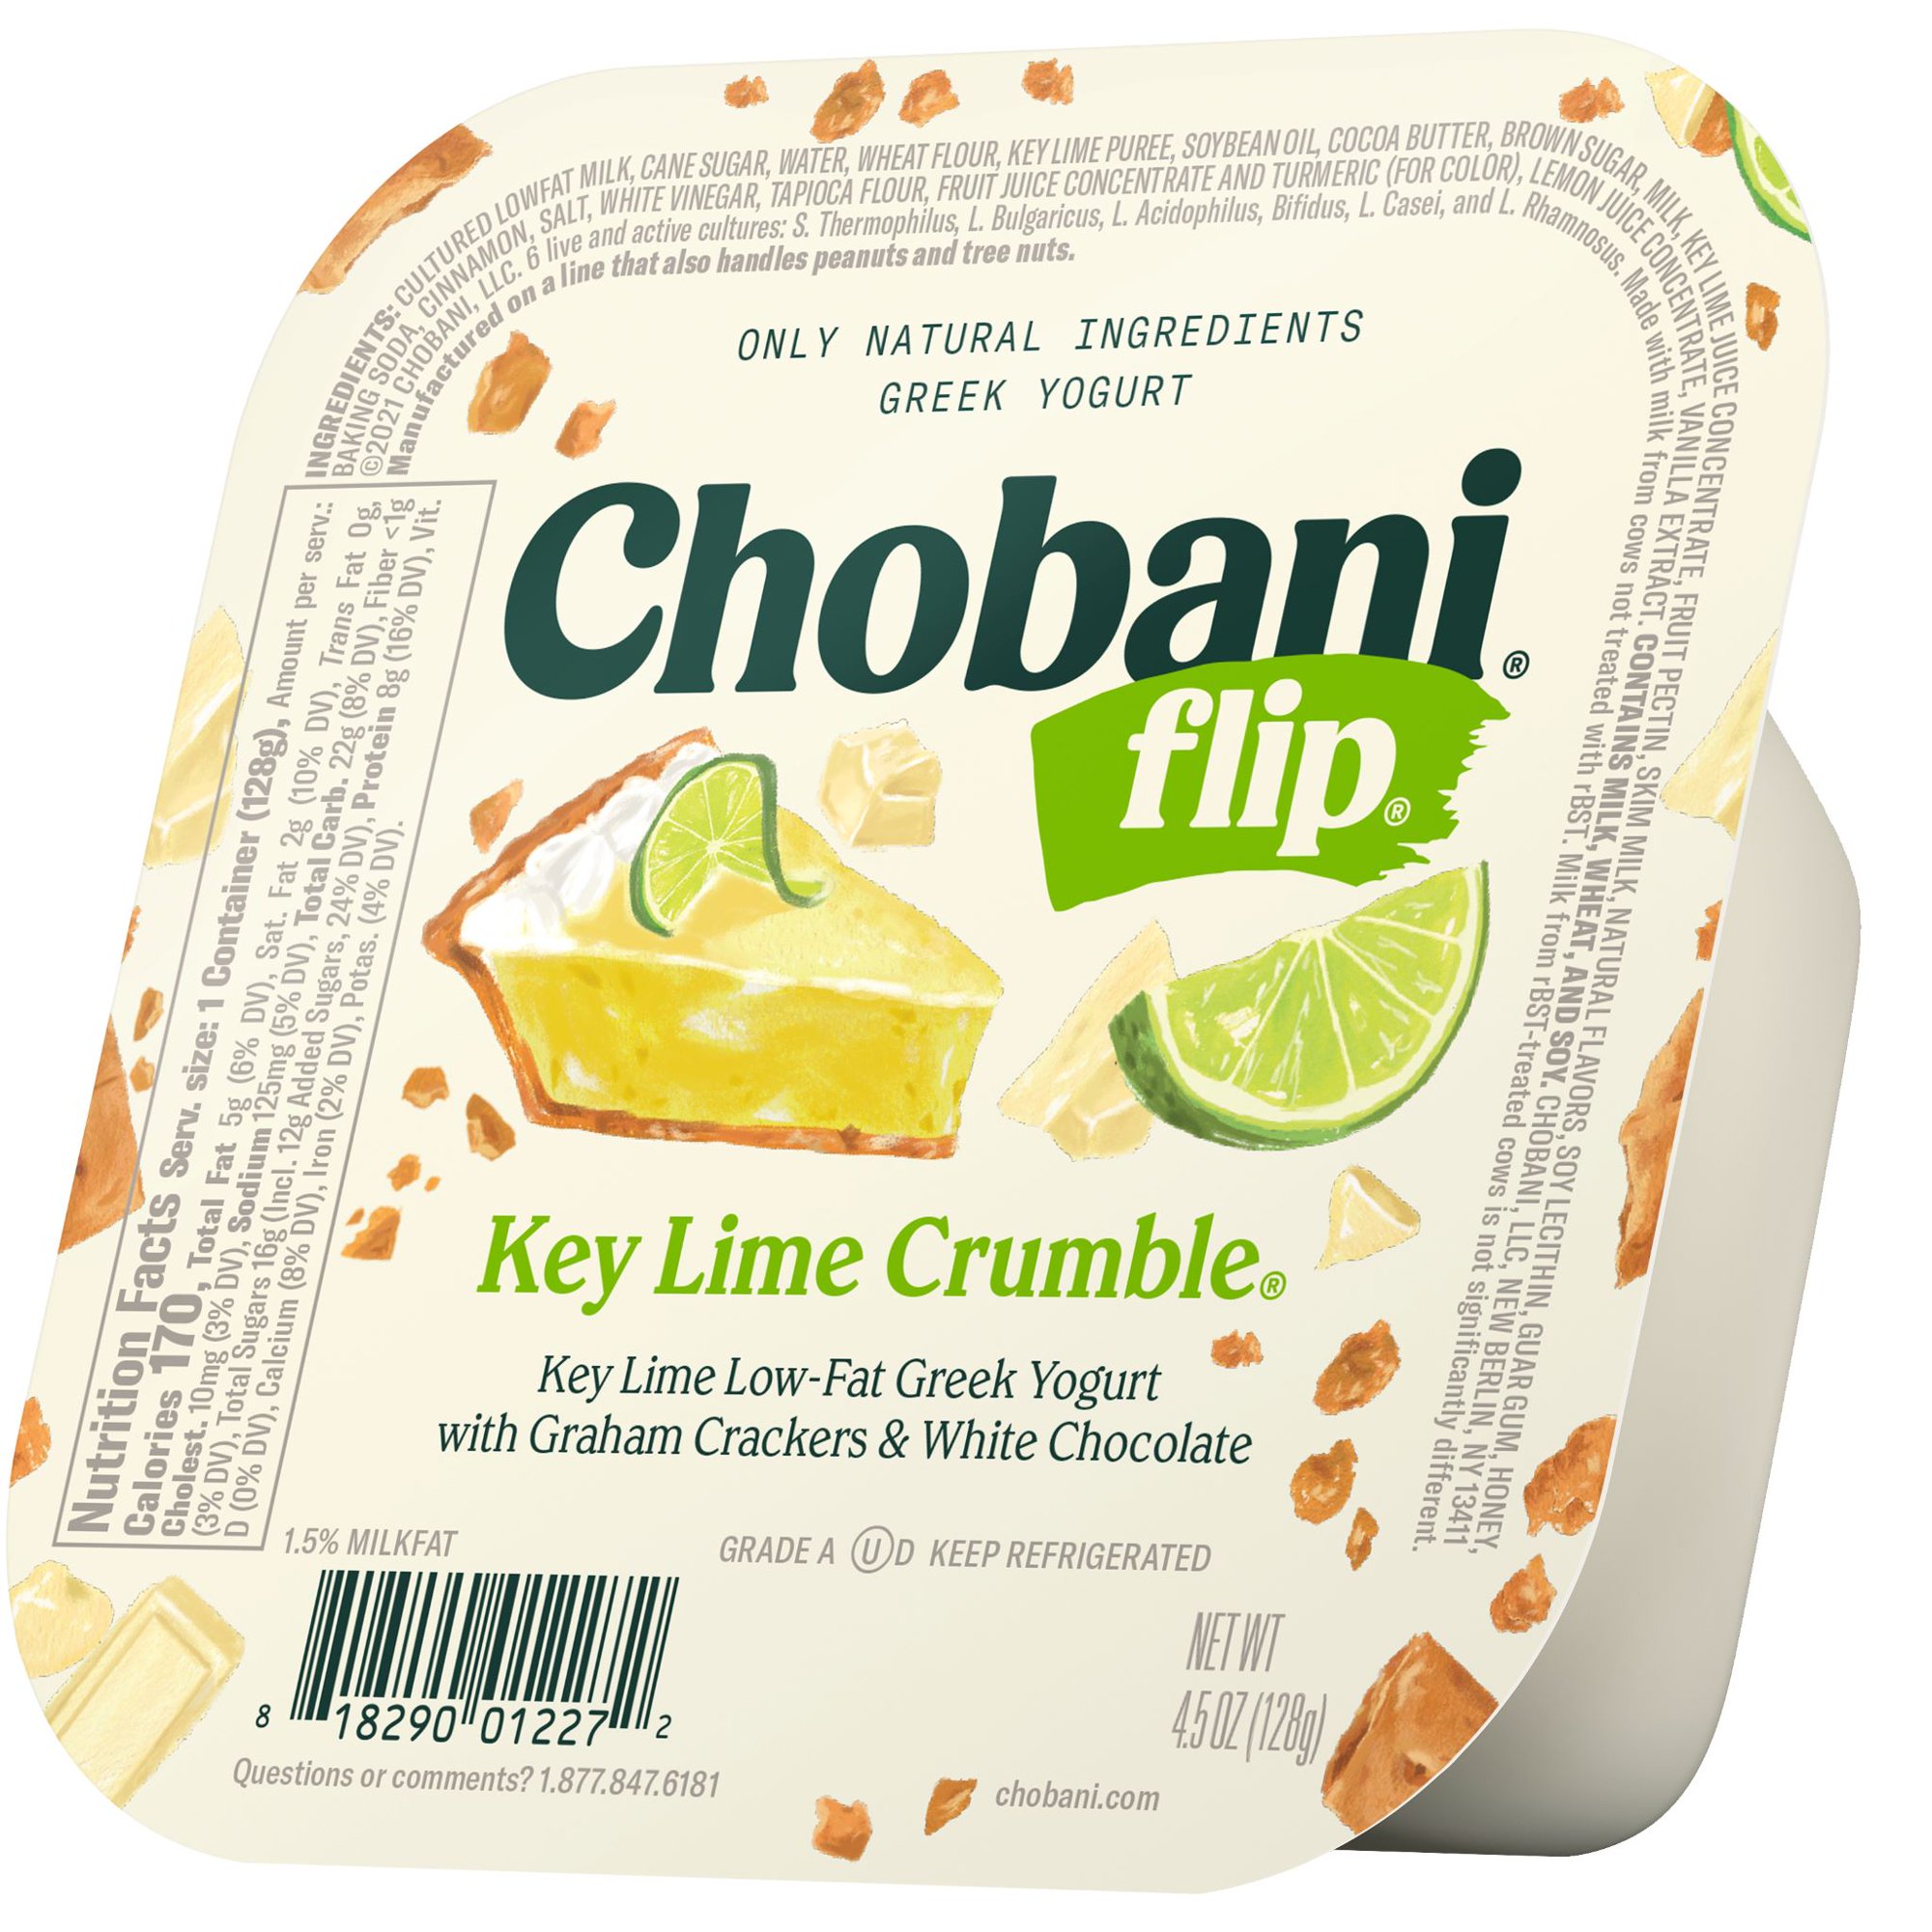 INGREDIENTS: CULTURED LOWFAT MILK, CANE SUGAR, WATER, WHEAT FLOUR, KEY LIME PUREE, SOYBEAN OIL, COCOA BUTTER, BROWN SUGAR, MILK, KEY LIME JUICE CONCENTRATE, FRUIT PECTIN, SKIM MILK, NATURAL FLAVORS, SOY LECITHIN, GUAR GUM, HONEY,
BAKING SODA, CINNAMON, SALT, WHITE VINEGAR, TAPIOCA FLOUR, FRUIT JUICE CONCENTRATE AND TURMERIC (FOR COLOR), LEMON JUICE CONCENTRATE, VANILLA EXTRACT. CONTAINS MILK, WHEAT, AND SOY. CHOBANI, LLC, NEW BERLIN, NY 13411
©2021 CHOBANI, LLC. 6 live and active cultures: S. Thermophilus, L. Bulgaricus, L. Acidophilus, Bifidus, L. Casei, and L. Rhamnosus. Made with milk from cows not treated with rBST. Milk from rBST-treated cows is not significantly different.
Manufactured on a line that also handles peanuts and tree nuts.
ONLY NATURAL INGREDIENTS
GREEK YOGURT
Chobani®
flip®
Key Lime Crumble®
Key Lime Low-Fat Greek Yogurt
with Graham Crackers & White Chocolate
Nutrition Facts Serv. size: 1 Container (128g), Amount per serv.:
Calories 170, Total Fat 5g (6% DV), Sat. Fat 2g (10% DV), Trans Fat 0g,
Cholest. 10mg (3% DV), Sodium 125mg (5% DV), Total Carb. 22g (8% DV), Fiber <1g
(3% DV), Total Sugars 16g (Incl. 12g Added Sugars, 24% DV), Protein 8g (16% DV), Vit.
D (0% DV), Calcium (8% DV), Iron (2% DV), Potas. (4% DV).
1.5% MILKFAT
GRADE A Ⓤ D KEEP REFRIGERATED
8 18290 01227 2
NET WT
4.5 OZ (128g)
Questions or comments? 1.877.847.6181
chobani.com